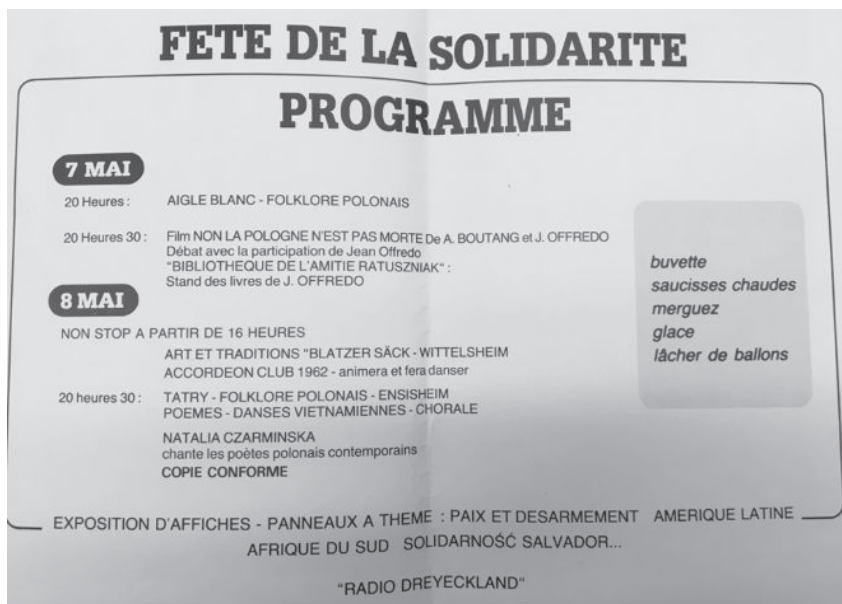 FETE DE LA SOLIDARITE
PROGRAMME
7 MAI
20 Heures : AIGLE BLANC - FOLKLORE POLONAIS
20 Heures 30 : Film NON LA POLOGNE N'EST PAS MORTE De A. BOUTANG et J. OFFREDO
Débat avec la participation de Jean Offredo
"BIBLIOTHEQUE DE L'AMITIE RATUSZNIAK" :
Stand des livres de J. OFFREDO
8 MAI
NON STOP A PARTIR DE 16 HEURES
ART ET TRADITIONS "BLATZER SÄCK - WITTELSHEIM
ACCORDEON CLUB 1962 - animera et fera danser
20 heures 30 : TATRY - FOLKLORE POLONAIS - ENSISHEIM
POEMES - DANSES VIETNAMIENNES - CHORALE
NATALIA CZARMINSKA
chante les poètes polonais contemporains
COPIE CONFORME
buvette
saucisses chaudes
merguez
glace
lâcher de ballons
EXPOSITION D'AFFICHES - PANNEAUX A THEME : PAIX ET DESARMEMENT AMERIQUE LATINE
AFRIQUE DU SUD SOLIDARNOŚĆ SALVADOR...
"RADIO DREYECKLAND"